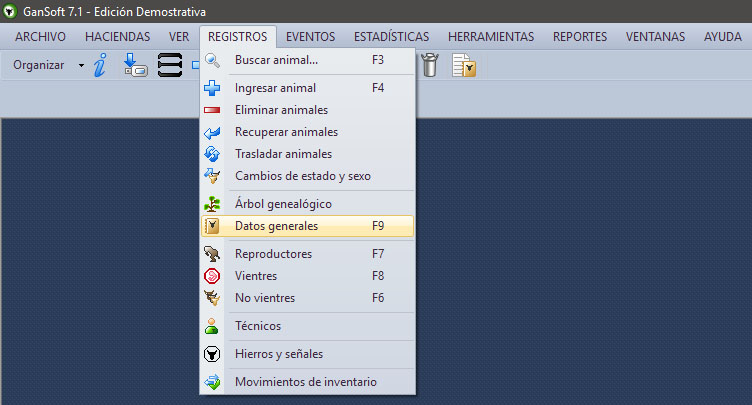 GanSoft 7.1 - Edición Demostrativa
ARCHIVO HACIENDAS VER REGISTROS EVENTOS ESTADÍSTICAS HERRAMIENTAS REPORTES VENTANAS AYUDA
Organizar
Buscar animal... F3
Ingresar animal F4
Eliminar animales
Recuperar animales
Trasladar animales
Cambios de estado y sexo
Árbol genealógico
Datos generales F9
Reproductores F7
Vientres F8
No vientres F6
Técnicos
Hierros y señales
Movimientos de inventario